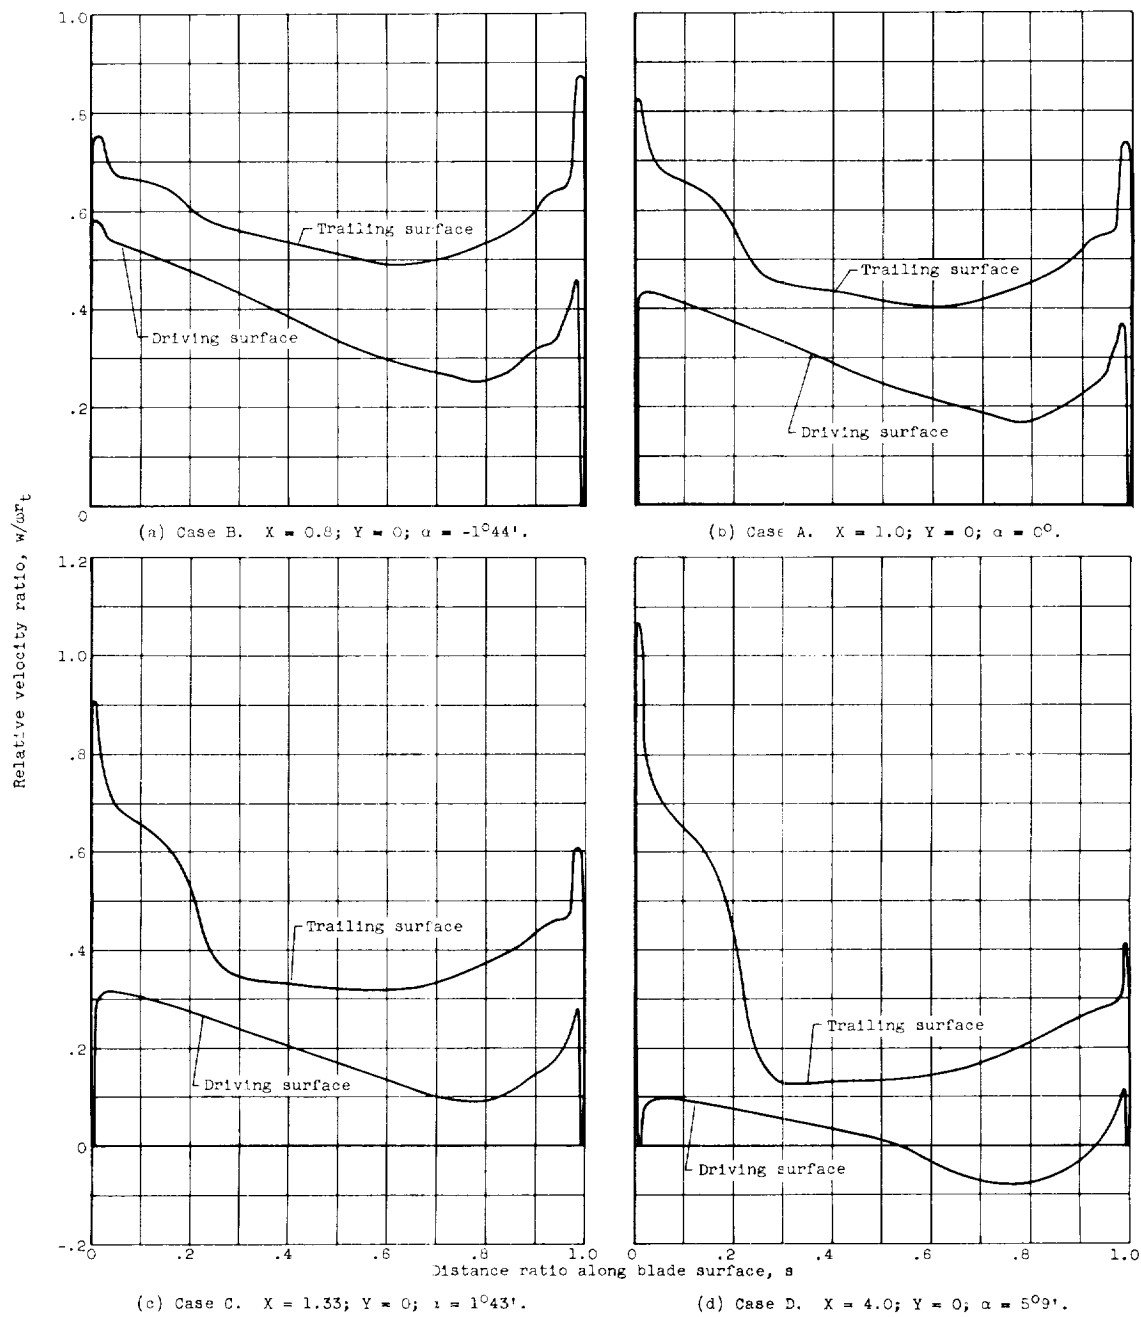 1.0
.8
.6
.4
.2
0
Trailing surface
Driving surface
Trailing surface
Driving surface
(a) Case B. X = 0.8; Y = 0; α = -1°44'.
(b) Case A. X = 1.0; Y = 0; α = 0°.
Relative velocity ratio, w/ωr_t
1.2
1.0
.8
.6
.4
.2
0
-.2
Trailing surface
Driving surface
Trailing surface
Driving surface
0 .2 .4 .6 .8 1.0
0 .2 .4 .6 .8 1.0
Distance ratio along blade surface, s
(c) Case C. X = 1.33; Y = 0; = 1°43'.
(d) Case D. X = 4.0; Y = 0; α = 5°9'.